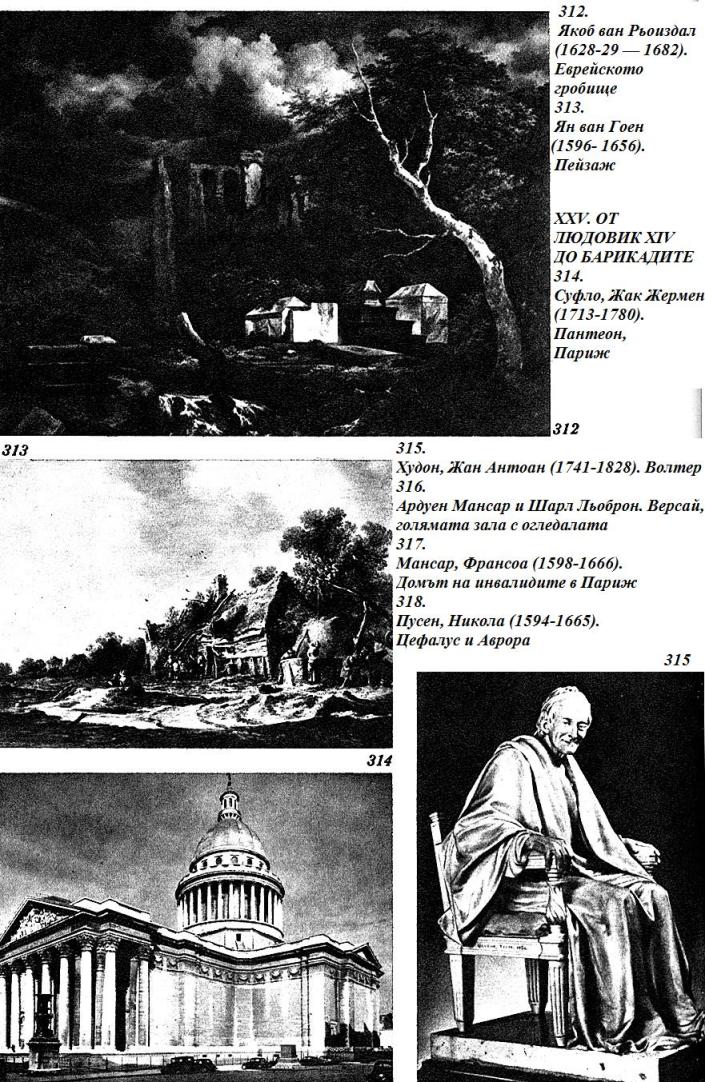 312.
Якоб ван Рьоиздал
(1628-29 — 1682).
Еврейското
гробище
313.
Ян ван Гоен
(1596- 1656).
Пейзаж
XXV. ОТ
ЛЮДОВИК XIV
ДО БАРИКАДИТЕ
314.
Суфло, Жак Жермен
(1713-1780).
Пантеон,
Париж
312
313
315.
Худон, Жан Антоан (1741-1828). Волтер
316.
Ардуен Мансар и Шарл Льоброн. Версай,
голямата зала с огледалата
317.
Мансар, Франсоа (1598-1666).
Домът на инвалидите в Париж
318.
Пусен, Никола (1594-1665).
Цефалус и Аврора
315
314